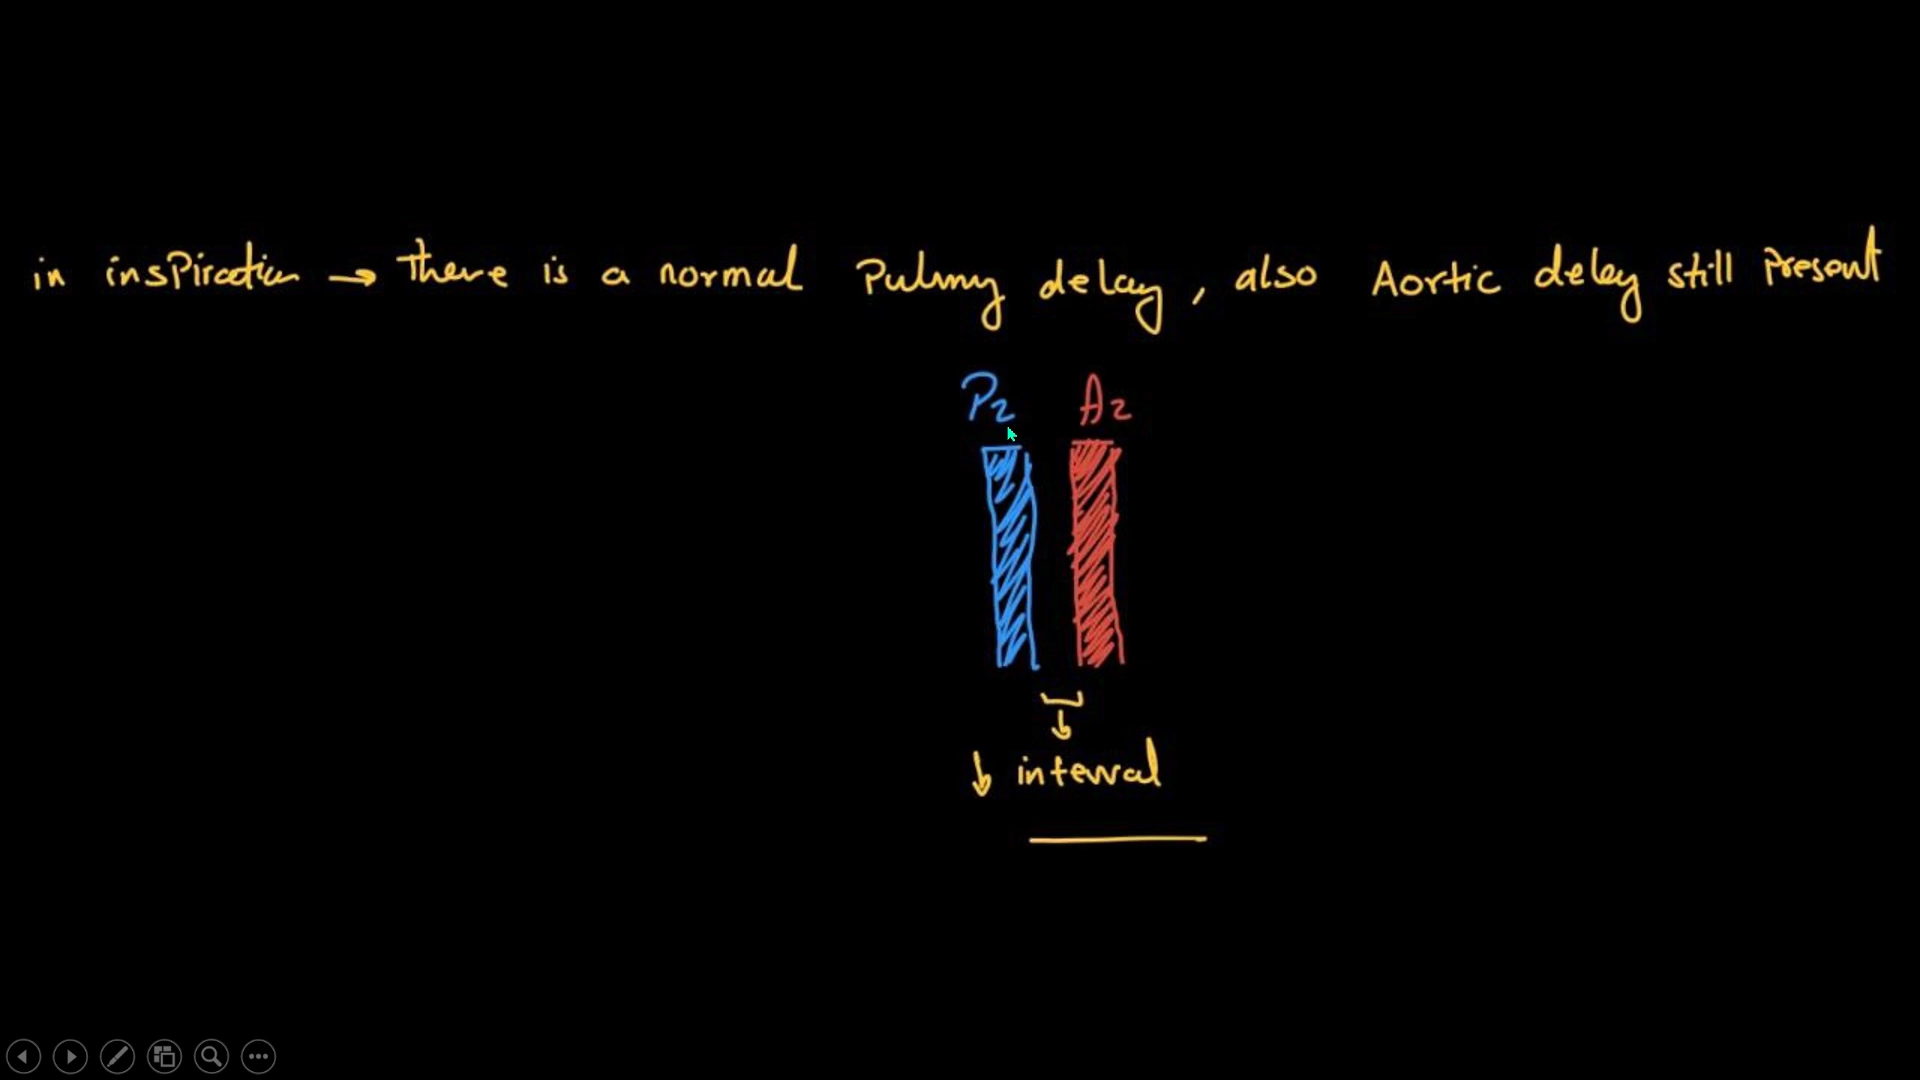 in inspiration → there is a normal Pulmy delay, also Aortic delay still present
P2 A2
↓
↓ interval